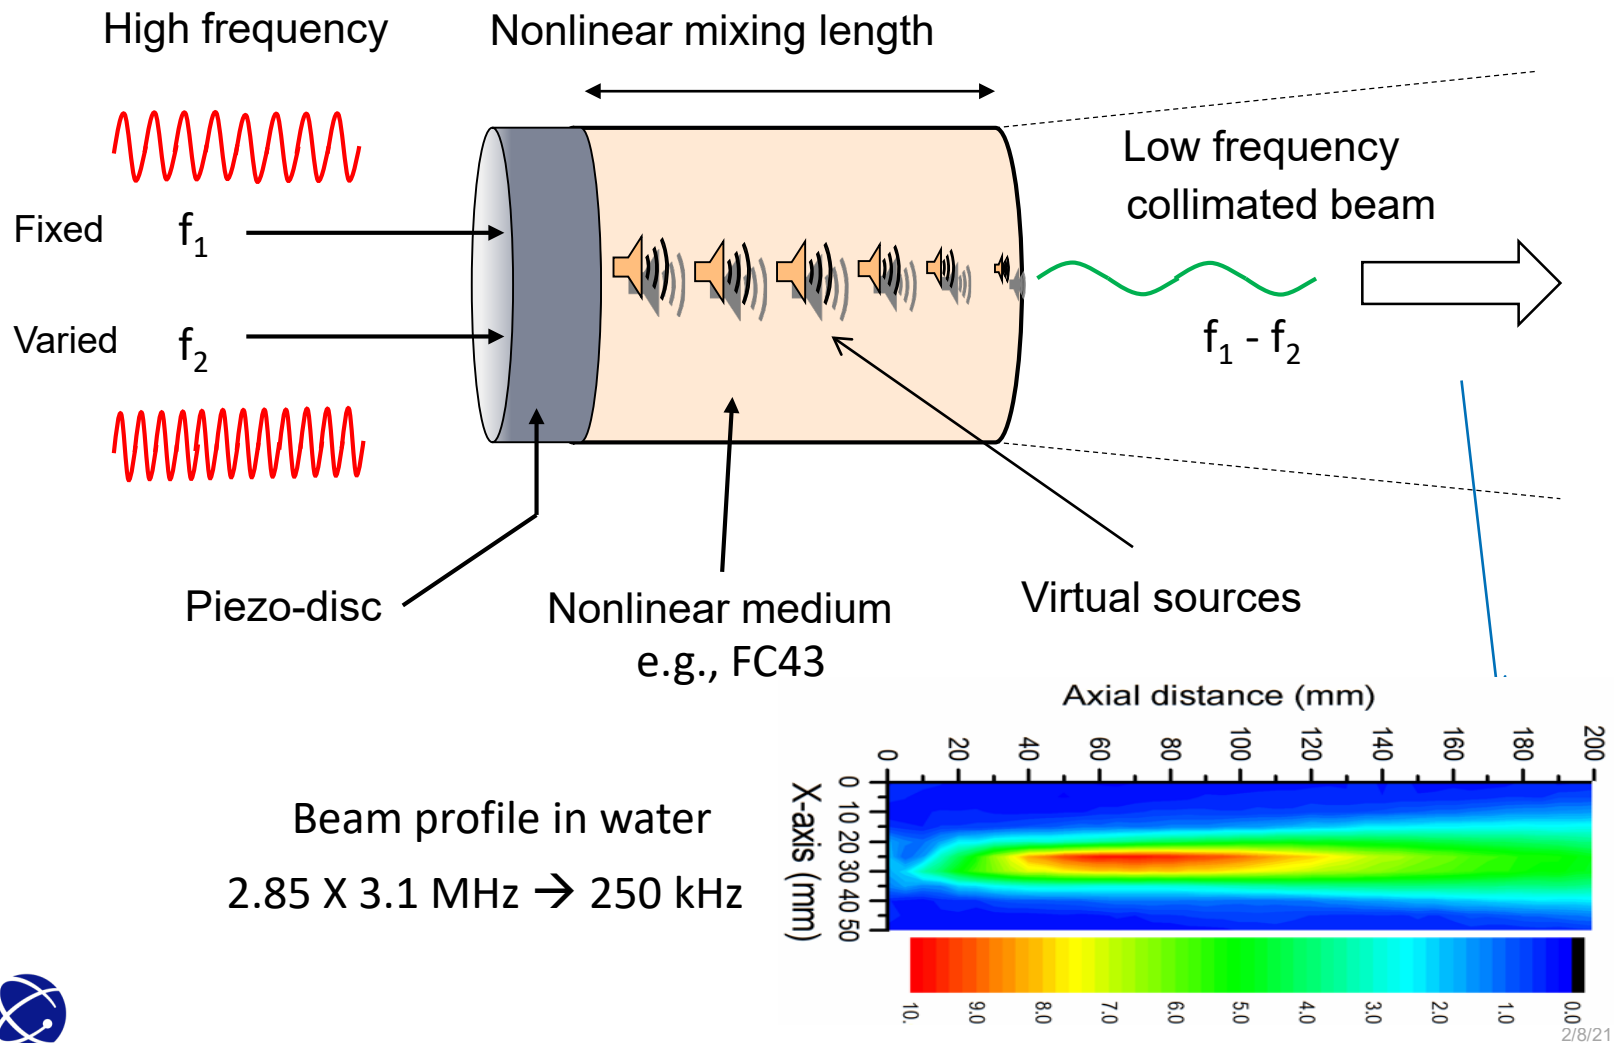 High frequency
Nonlinear mixing length
Low frequency
collimated beam
Fixed f₁
Varied f₂
f₁ - f₂
Piezo-disc
Nonlinear medium
e.g., FC43
Virtual sources
Axial distance (mm)
0 20 40 60 80 100 120 140 160 180 200
X-axis (mm)
0 10 20 30 40 50
Beam profile in water
2.85 X 3.1 MHz → 250 kHz
10. 9.0 8.0 7.0 6.0 5.0 4.0 3.0 2.0 1.0 0.0
2/8/21